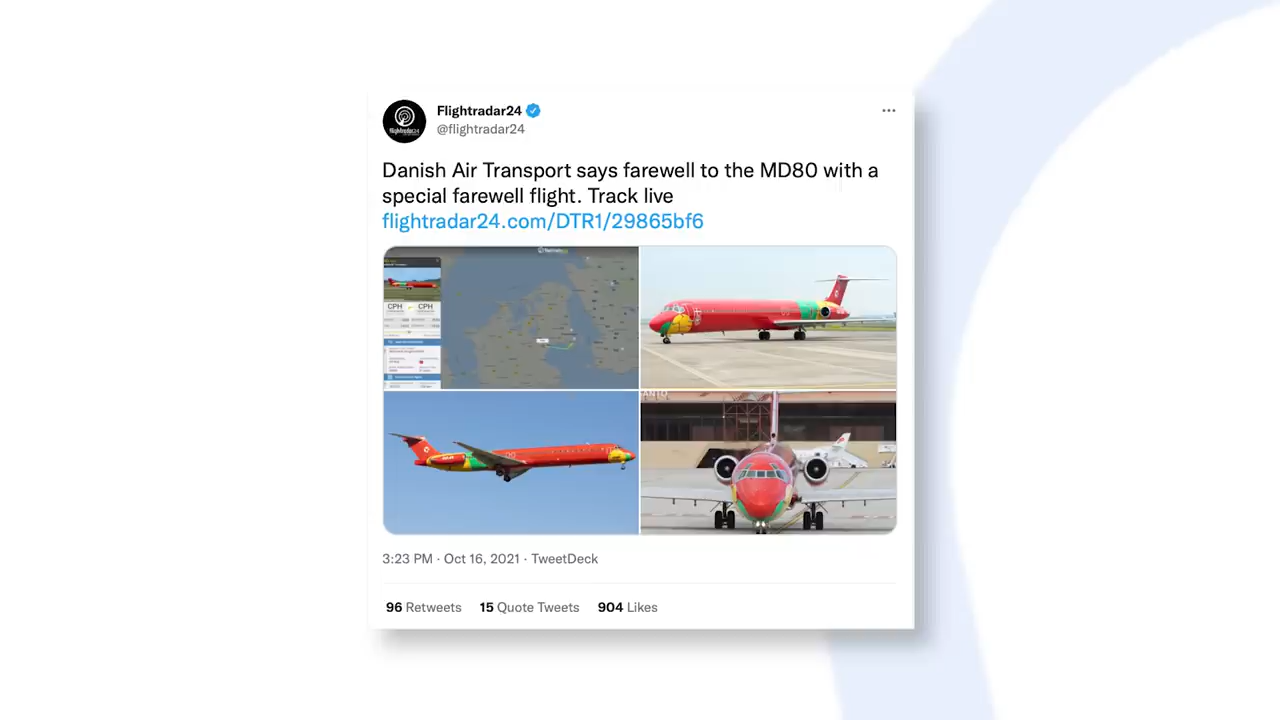 Flightradar24
@flightradar24
Danish Air Transport says farewell to the MD80 with a
special farewell flight. Track live
flightradar24.com/DTR1/29865bf6
CPH CPH
3:23 PM · Oct 16, 2021 · TweetDeck
96 Retweets 15 Quote Tweets 904 Likes